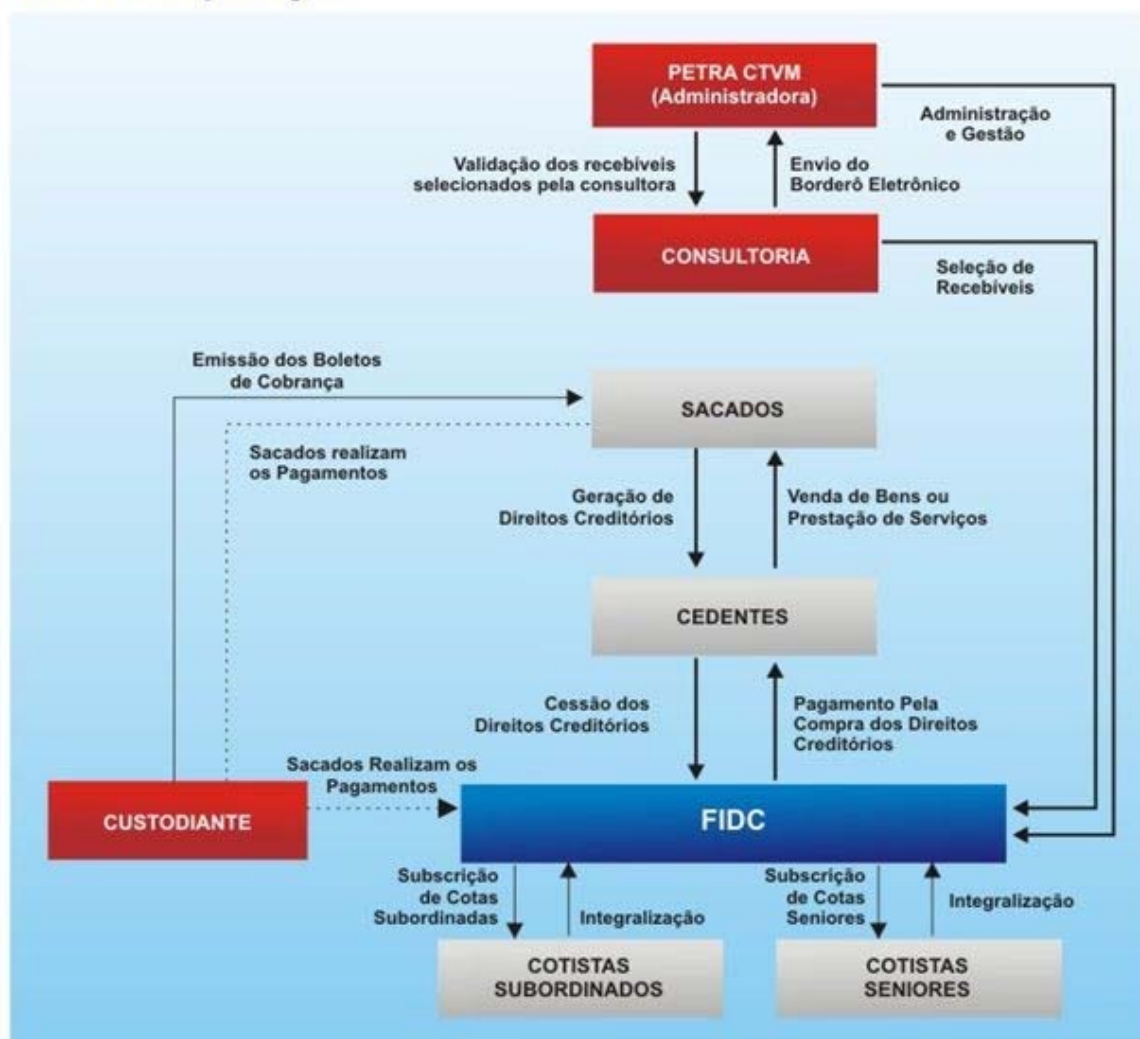 PETRA CTVM
(Administradora)
Administração
e Gestão
Validação dos recebíveis
selecionados pela consultora
Envio do
Borderô Eletrônico
CONSULTORIA
Seleção de
Recebíveis
Emissão dos Boletos
de Cobrança
SACADOS
Sacados realizam
os Pagamentos
Geração de
Direitos Creditórios
Venda de Bens ou
Prestação de Serviços
CEDENTES
Cessão dos
Direitos Creditórios
Pagamento Pela
Compra dos Direitos
Creditórios
Sacados Realizam os
Pagamentos
CUSTODIANTE
FIDC
Subscrição
de Cotas
Subordinadas
Integralização
Subscrição
de Cotas
Seniores
Integralização
COTISTAS
SUBORDINADOS
COTISTAS
SENIORES